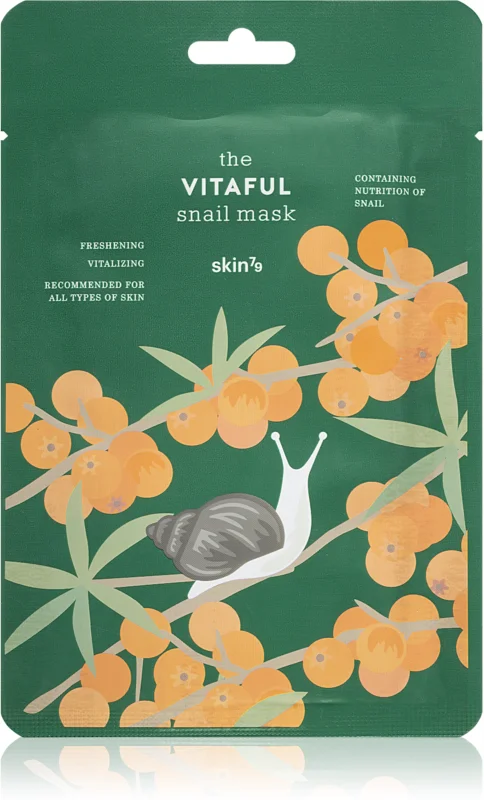 the
VITAFUL
snail mask
CONTAINING
NUTRITION OF
SNAIL
FRESHENING
VITALIZING
RECOMMENDED FOR
ALL TYPES OF SKIN
skin79